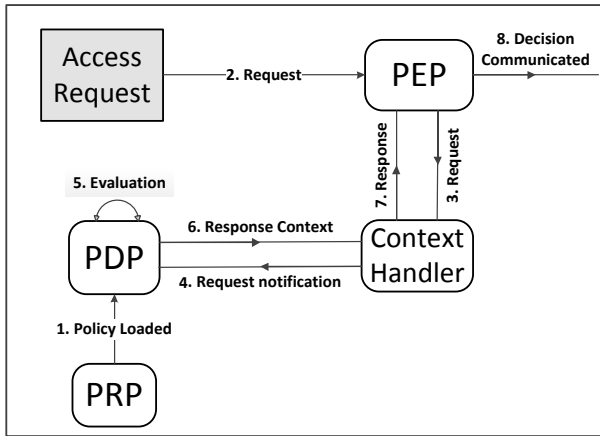 Access
Request
2. Request
PEP
8. Decision
Communicated
7. Response
3. Request
5. Evaluation
PDP
6. Response Context
4. Request notification
Context
Handler
1. Policy Loaded
PRP